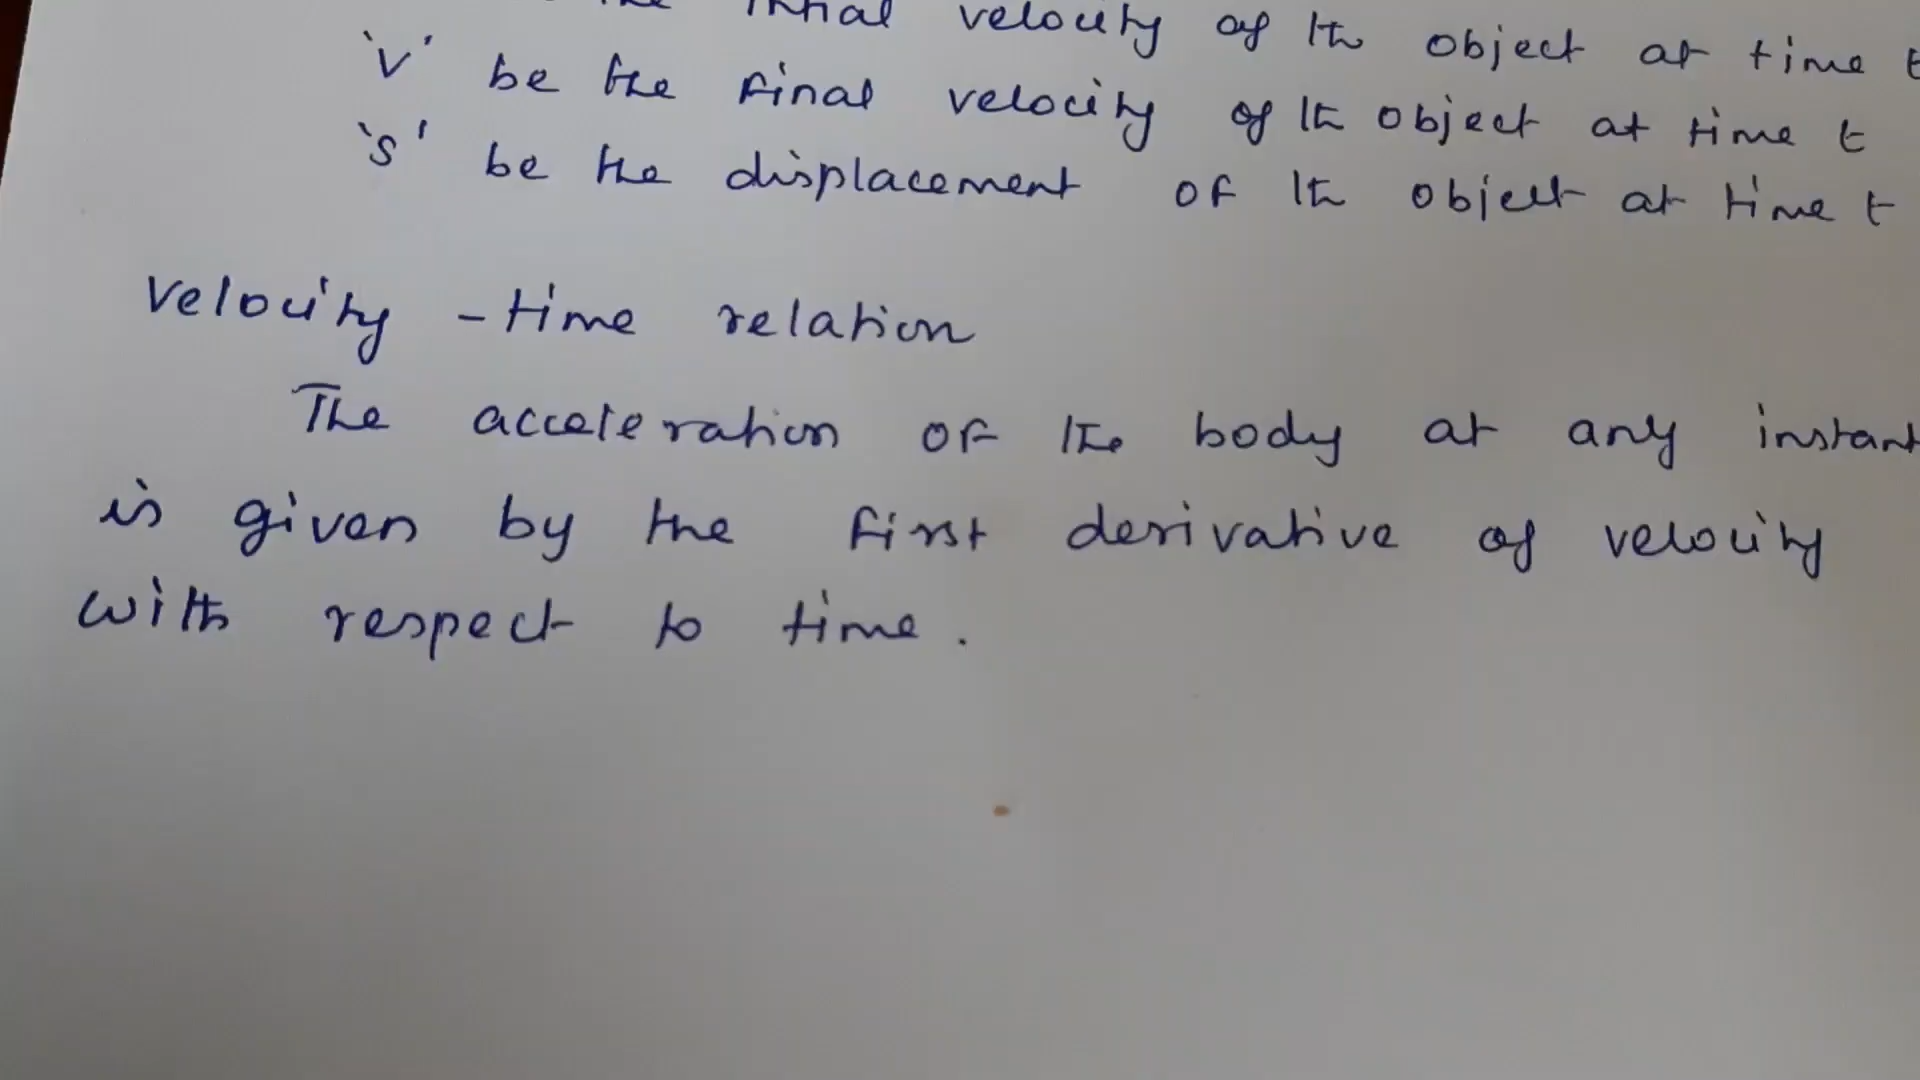 the initial velocity of the object at time t
'v' be the final velocity of the object at time t
's' be the displacement of the object at time t
Velocity - time relation
The acceleration of the body at any instant
is given by the first derivative of velocity
with respect to time.